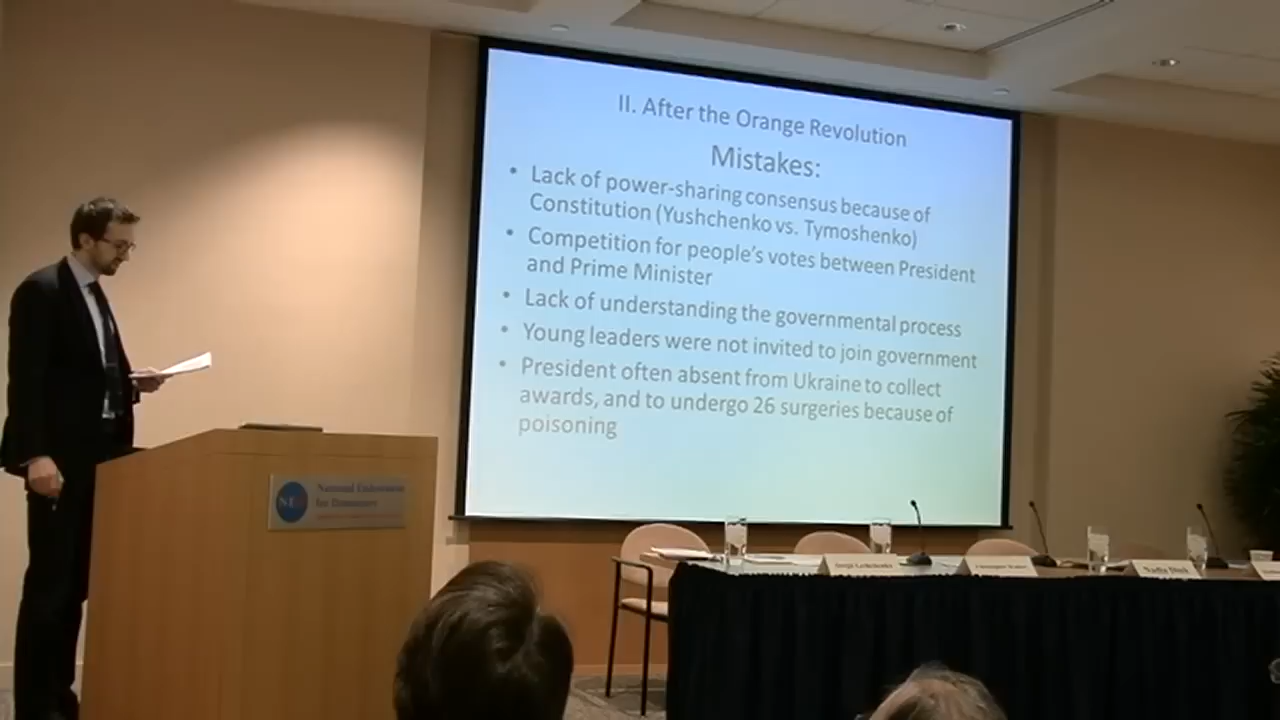 II. After the Orange Revolution
Mistakes:
• Lack of power-sharing consensus because of
Constitution (Yushchenko vs. Tymoshenko)
• Competition for people's votes between President
and Prime Minister
• Lack of understanding the governmental process
• Young leaders were not invited to join government
• President often absent from Ukraine to collect
awards, and to undergo 26 surgeries because of
poisoning
National Endowment
for Democracy
Nadia Diuk